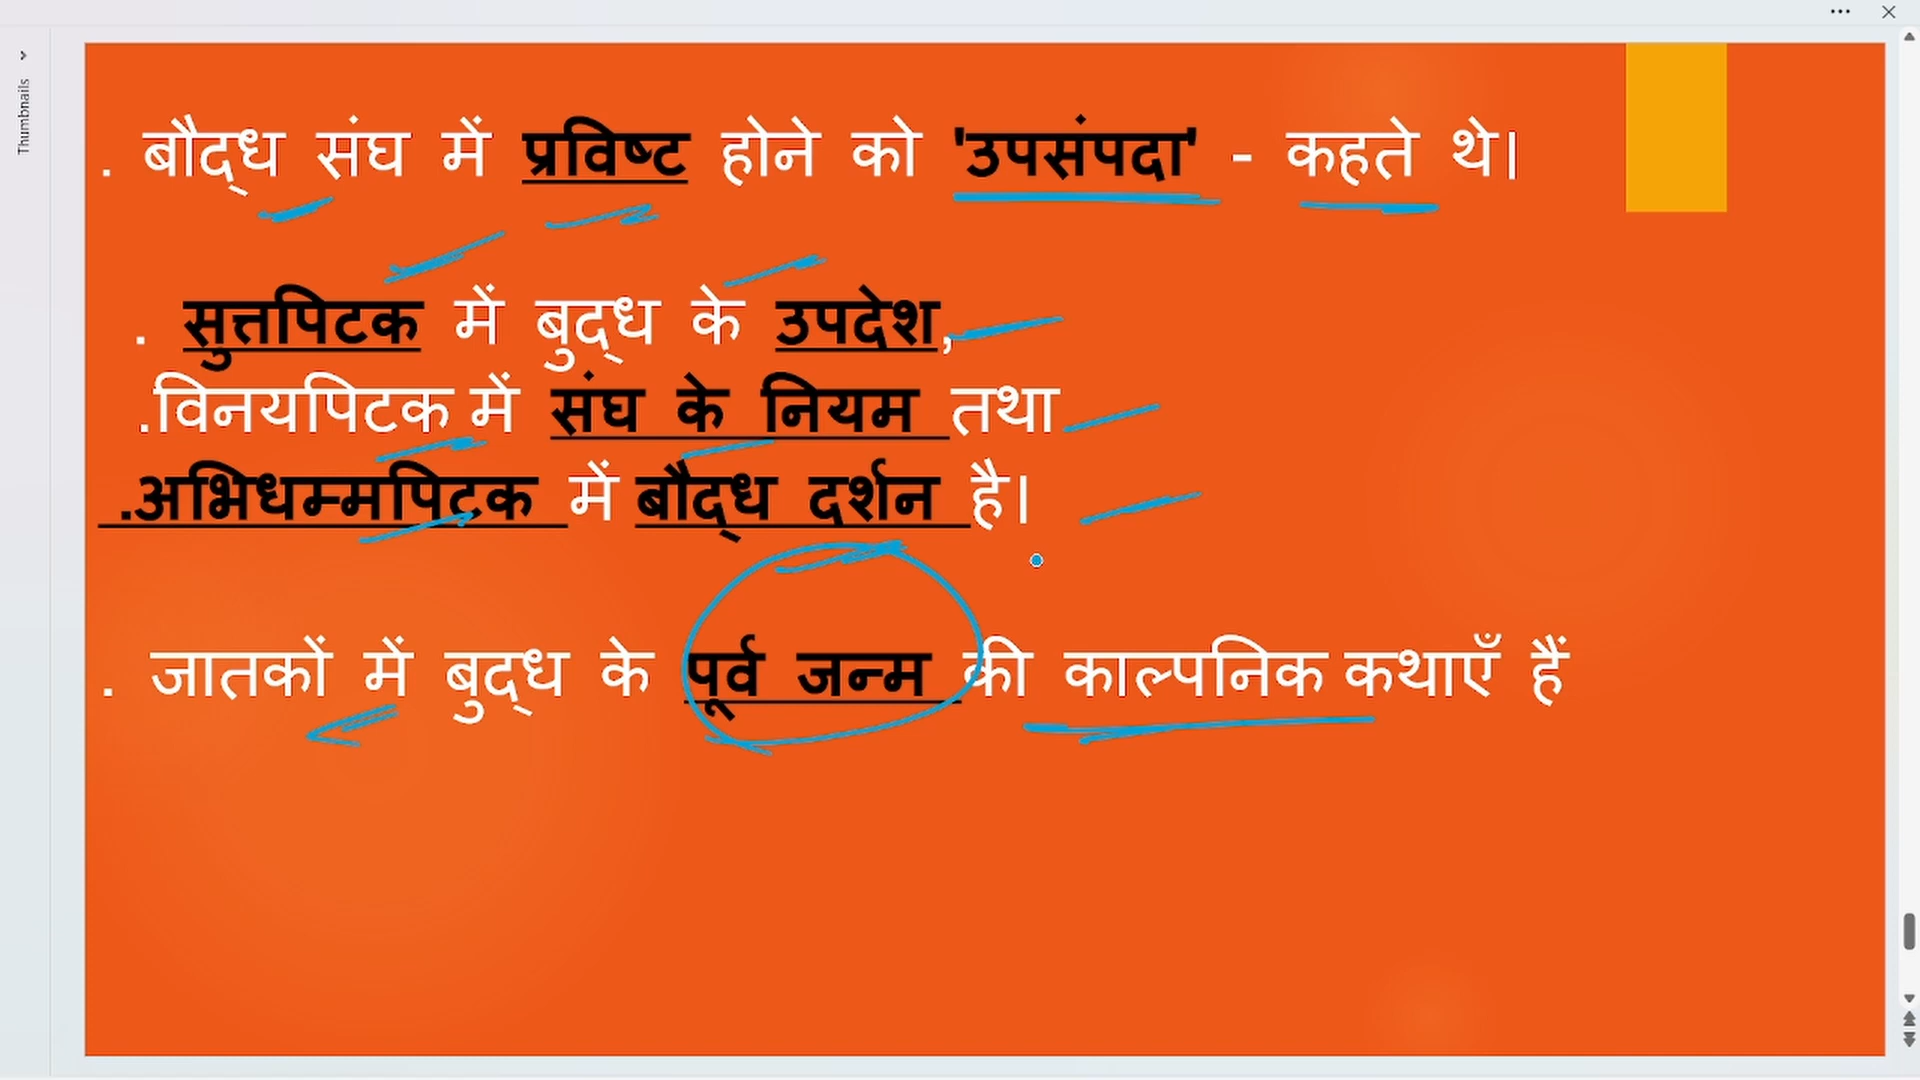 Thumbnails
. बौद्ध संघ में प्रविष्ट होने को 'उपसंपदा' - कहते थे।
. सुत्तपिटक में बुद्ध के उपदेश,
.विनयपिटक में संघ के नियम तथा
.अभिधम्मपिटक में बौद्ध दर्शन है।
. जातकों में बुद्ध के पूर्व जन्म की काल्पनिक कथाएँ हैं